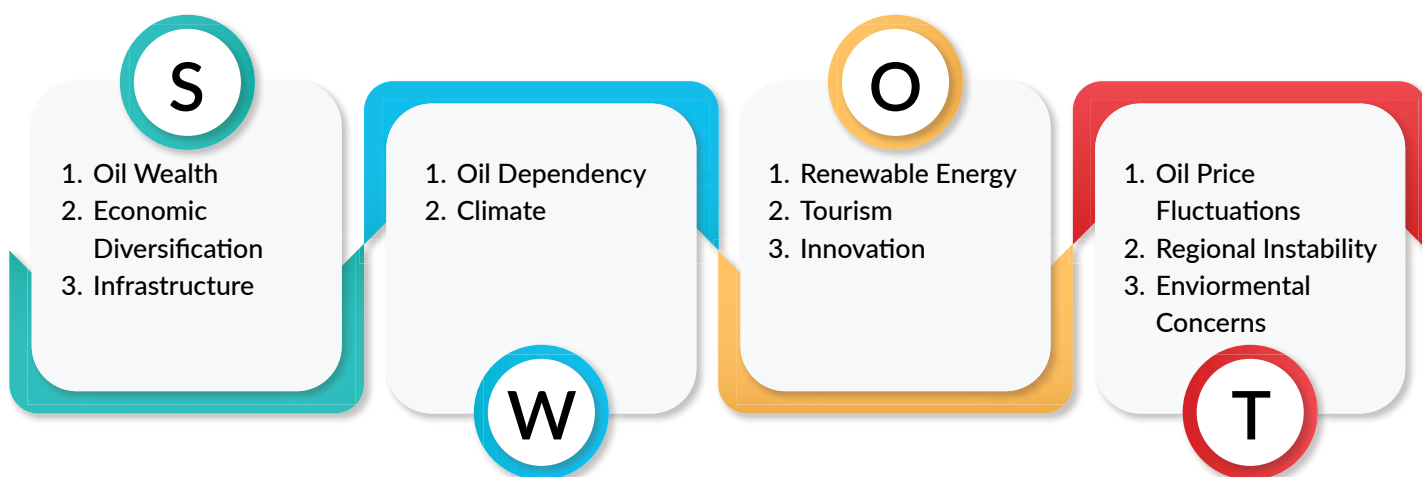 S
1. Oil Wealth
2. Economic
Diversification
3. Infrastructure
1. Oil Dependency
2. Climate
W
O
1. Renewable Energy
2. Tourism
3. Innovation
1. Oil Price
Fluctuations
2. Regional Instability
3. Enviormental
Concerns
T